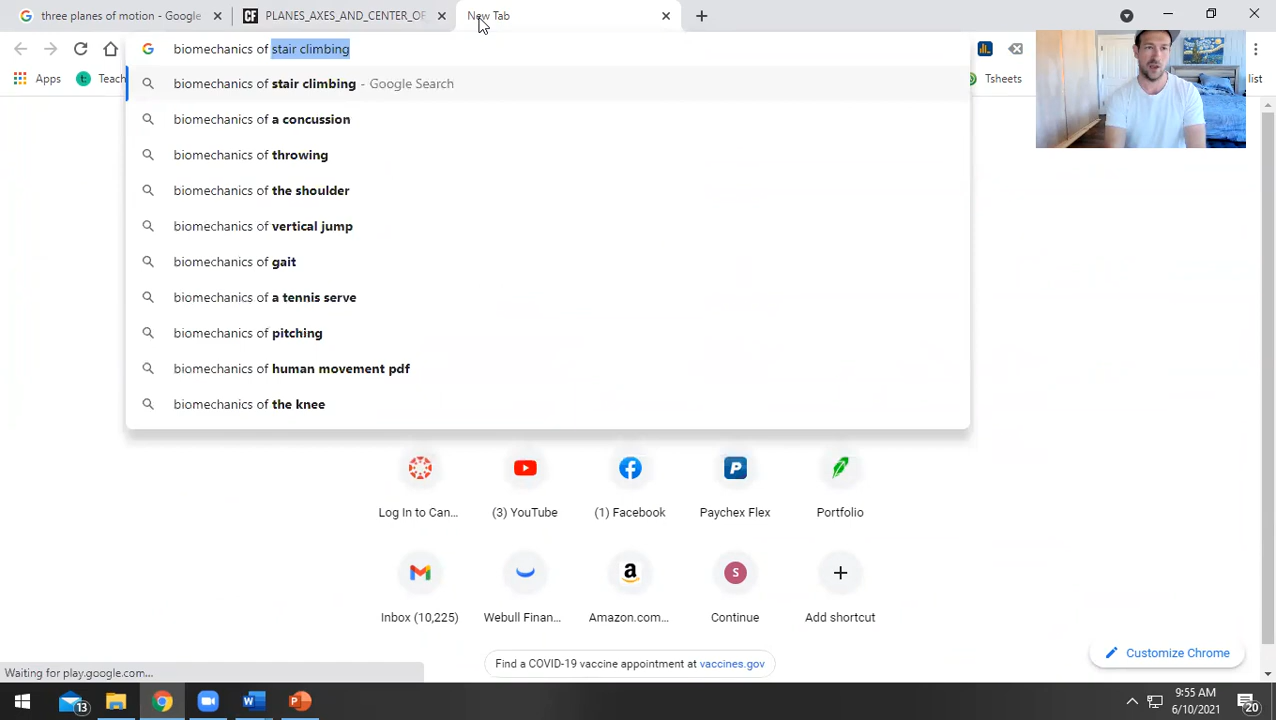 three planes of motion - Google
PLANES_AXES_AND_CENTER_OF
New Tab
biomechanics of stair climbing
Apps
Teach
Tsheets
list
biomechanics of stair climbing - Google Search
biomechanics of a concussion
biomechanics of throwing
biomechanics of the shoulder
biomechanics of vertical jump
biomechanics of gait
biomechanics of a tennis serve
biomechanics of pitching
biomechanics of human movement pdf
biomechanics of the knee
Log In to Can...
(3) YouTube
(1) Facebook
Paychex Flex
Portfolio
Inbox (10,225)
Webull Finan...
Amazon.com...
Continue
Add shortcut
Find a COVID-19 vaccine appointment at vaccines.gov
Customize Chrome
Waiting for play.google.com...
13
9:55 AM
6/10/2021
20